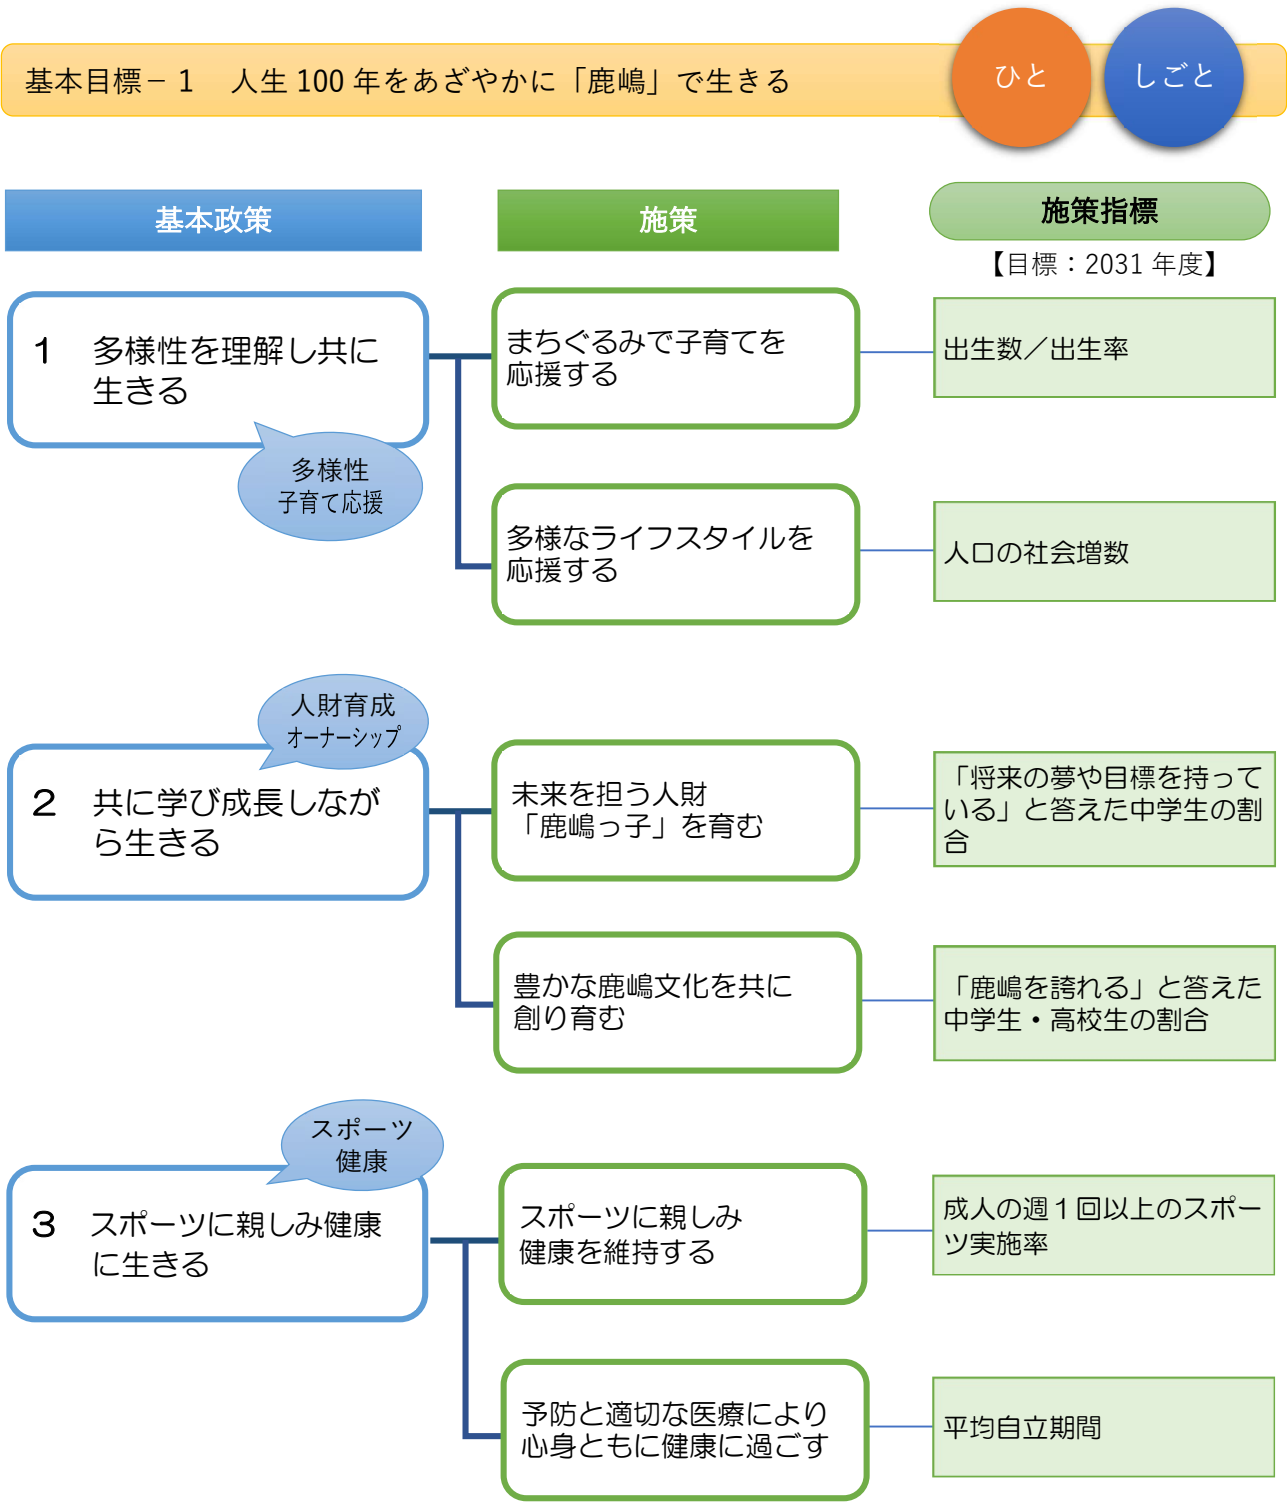 基本目標－１　人生 100 年をあざやかに「鹿嶋」で生きる
ひと
しごと
基本政策
施策
施策指標
【目標：2031 年度】
１　多様性を理解し共に
生きる
多様性
子育て応援
まちぐるみで子育てを
応援する
出生数／出生率
多様なライフスタイルを
応援する
人口の社会増数
人財育成
オーナーシップ
２　共に学び成長しなが
ら生きる
未来を担う人財
「鹿嶋っ子」を育む
「将来の夢や目標を持って
いる」と答えた中学生の割
合
豊かな鹿嶋文化を共に
創り育む
「鹿嶋を誇れる」と答えた
中学生・高校生の割合
スポーツ
健康
３　スポーツに親しみ健康
に生きる
スポーツに親しみ
健康を維持する
成人の週１回以上のスポー
ツ実施率
予防と適切な医療により
心身ともに健康に過ごす
平均自立期間